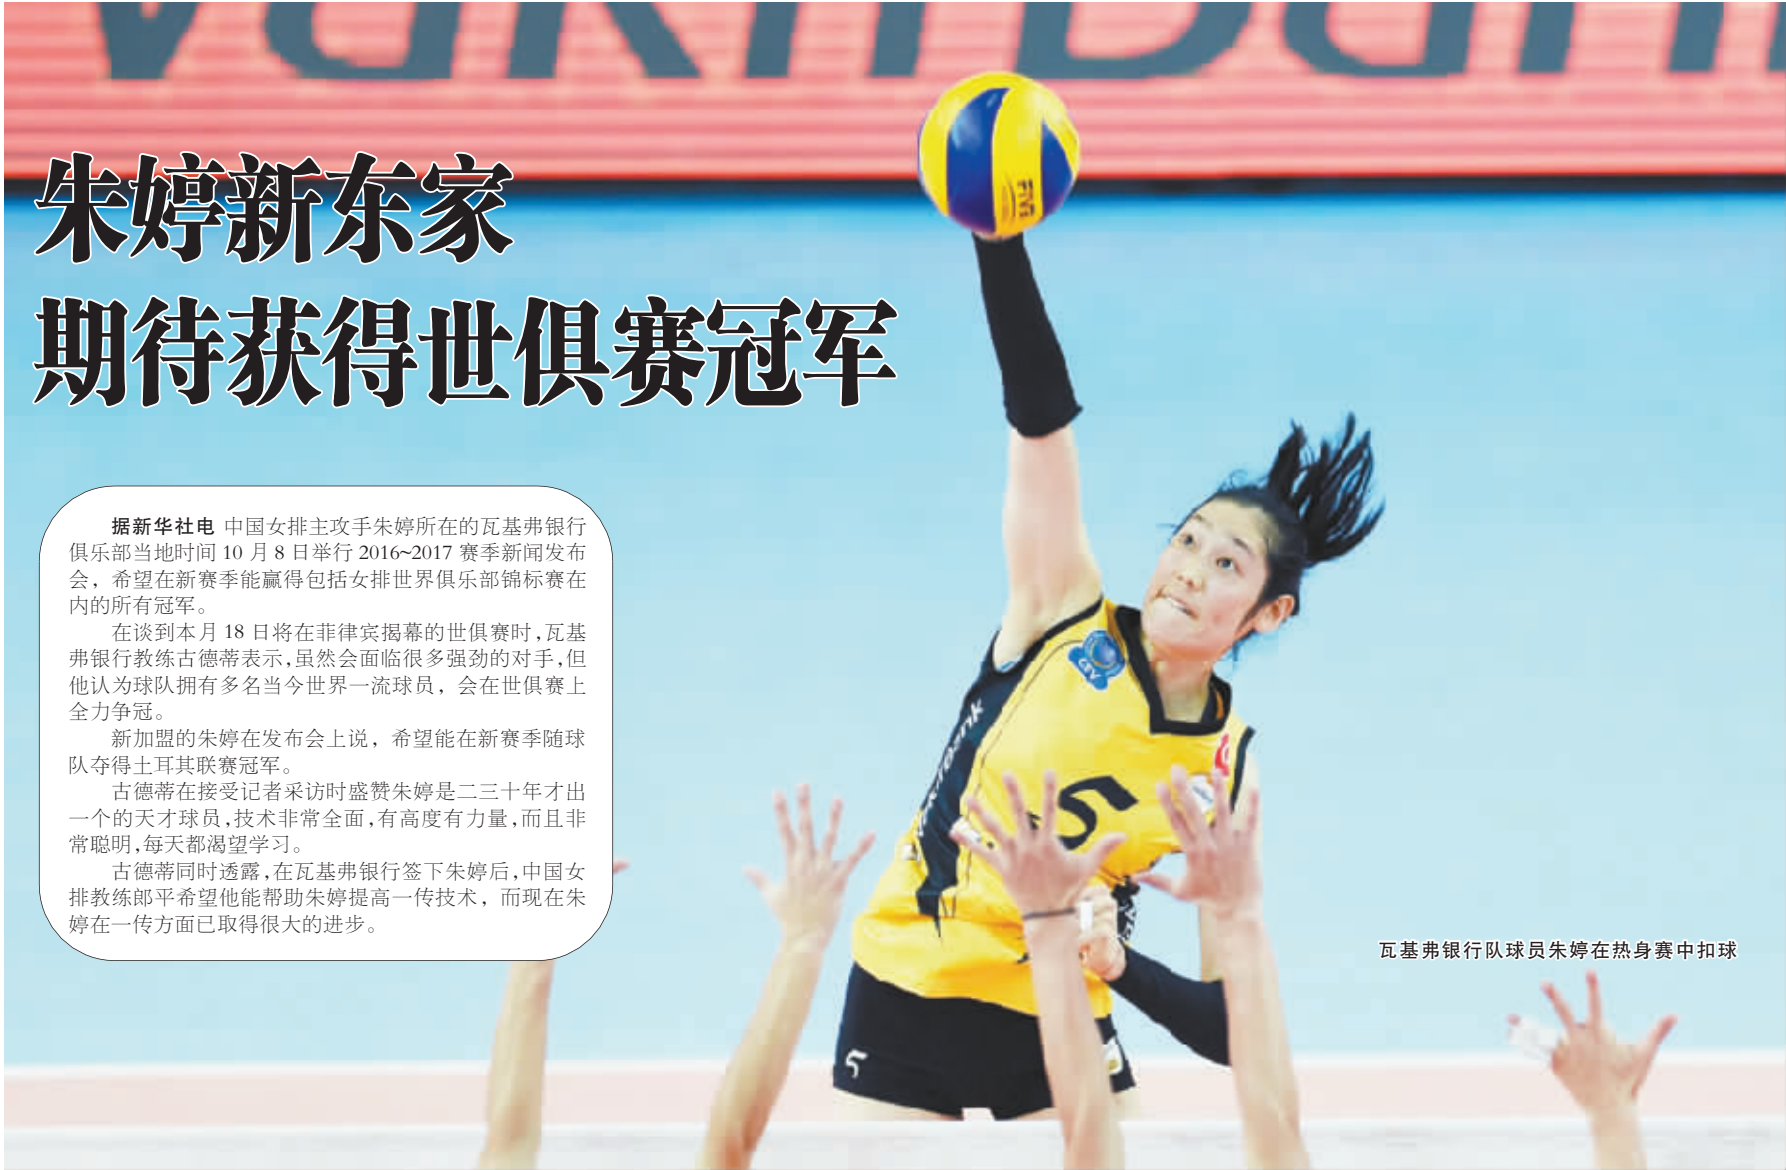 朱婷新东家
期待获得世俱赛冠军
据新华社电 中国女排主攻手朱婷所在的瓦基弗银行
俱乐部当地时间 10 月 8 日举行 2016~2017 赛季新闻发布
会，希望在新赛季能赢得包括女排世界俱乐部锦标赛在
内的所有冠军。
在谈到本月 18 日将在菲律宾揭幕的世俱赛时，瓦基
弗银行教练古德蒂表示，虽然会面临很多强劲的对手，但
他认为球队拥有多名当今世界一流球员，会在世俱赛上
全力争冠。
新加盟的朱婷在发布会上说，希望能在新赛季随球
队夺得土耳其联赛冠军。
古德蒂在接受记者采访时盛赞朱婷是二三十年才出
一个的天才球员，技术非常全面，有高度有力量，而且非
常聪明，每天都渴望学习。
古德蒂同时透露，在瓦基弗银行签下朱婷后，中国女
排教练郎平希望他能帮助朱婷提高一传技术，而现在朱
婷在一传方面已取得很大的进步。
瓦基弗银行队球员朱婷在热身赛中扣球
CEV
5
5